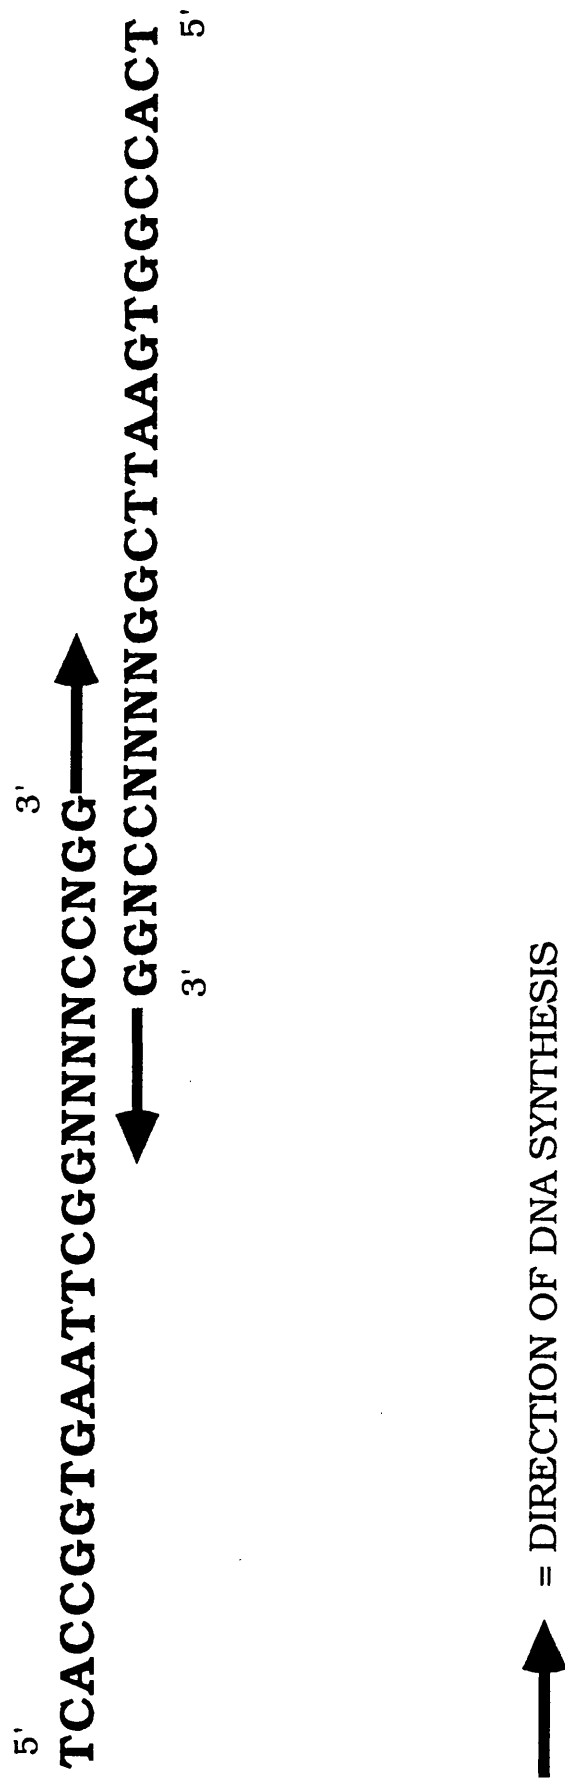 5' 3'
TCACCGGTGAATTCGGNNNNCCNGG
GGNCCNNNNGGCTTAAGTGGCCACT
3' 5'
= DIRECTION OF DNA SYNTHESIS